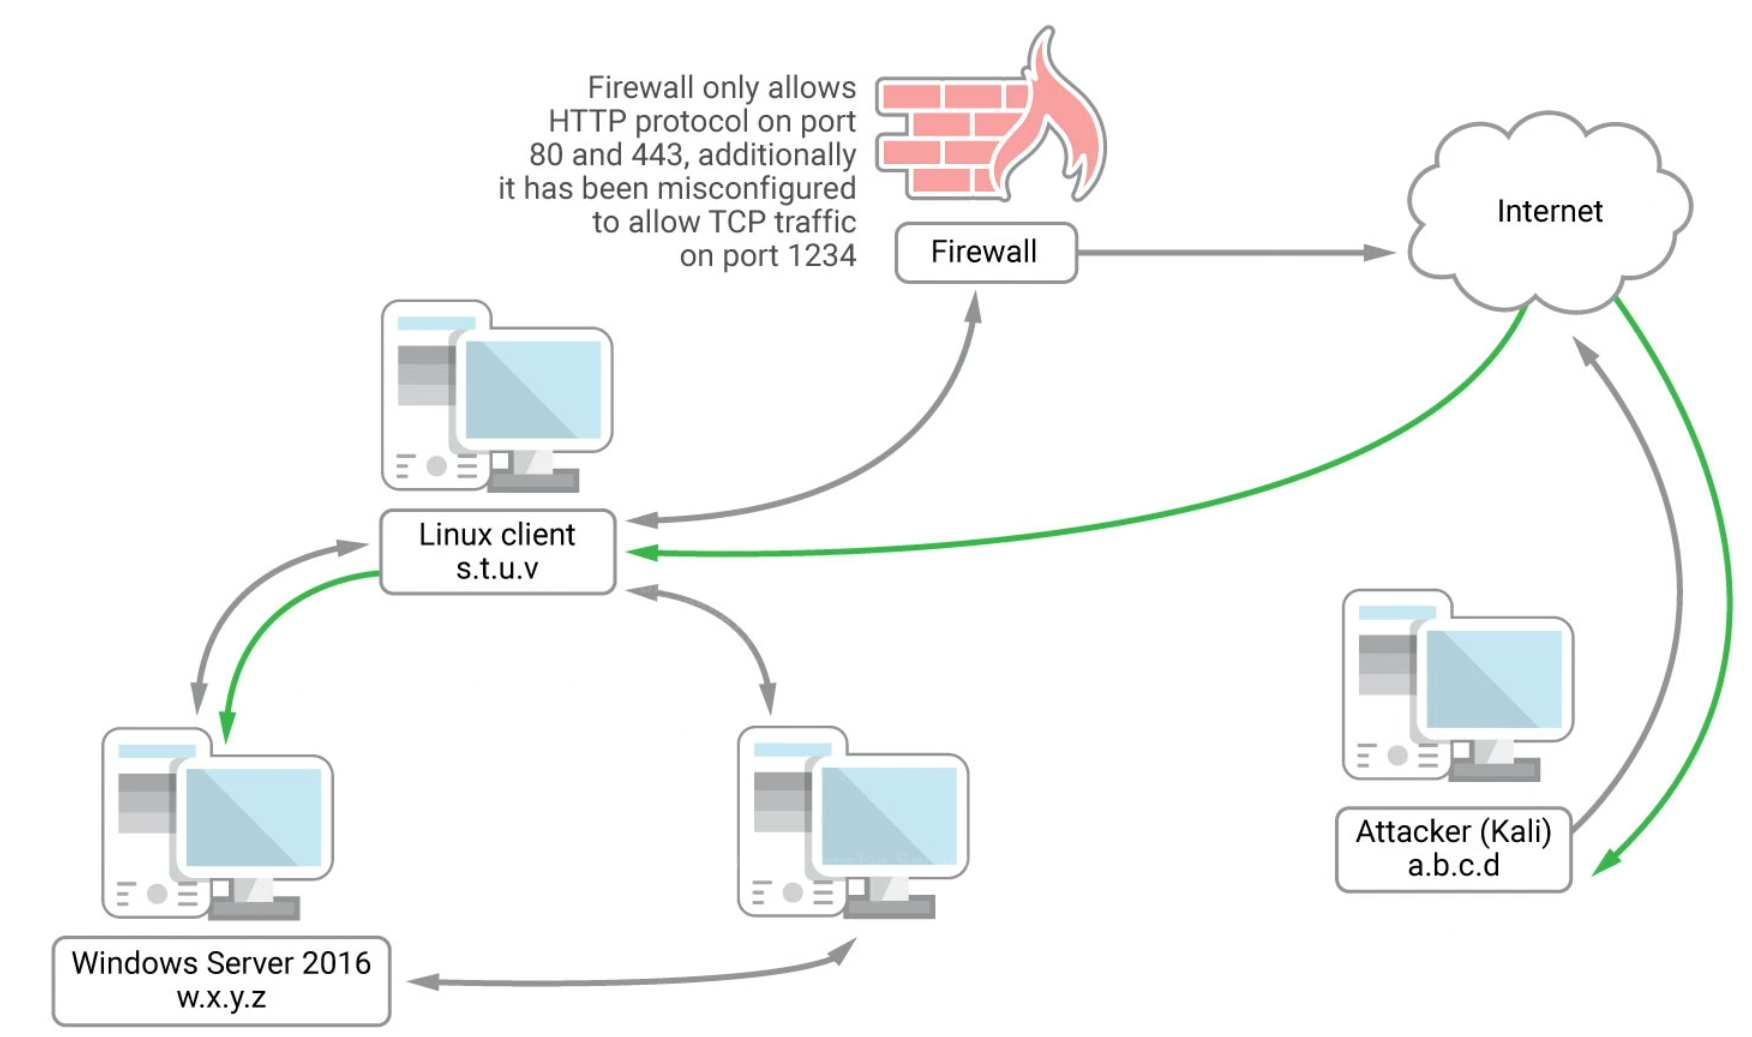 Firewall only allows
HTTP protocol on port
80 and 443, additionally
it has been misconfigured
to allow TCP traffic
on port 1234
Firewall
Internet
Linux client
s.t.u.v
Attacker (Kali)
a.b.c.d
Windows Server 2016
w.x.y.z